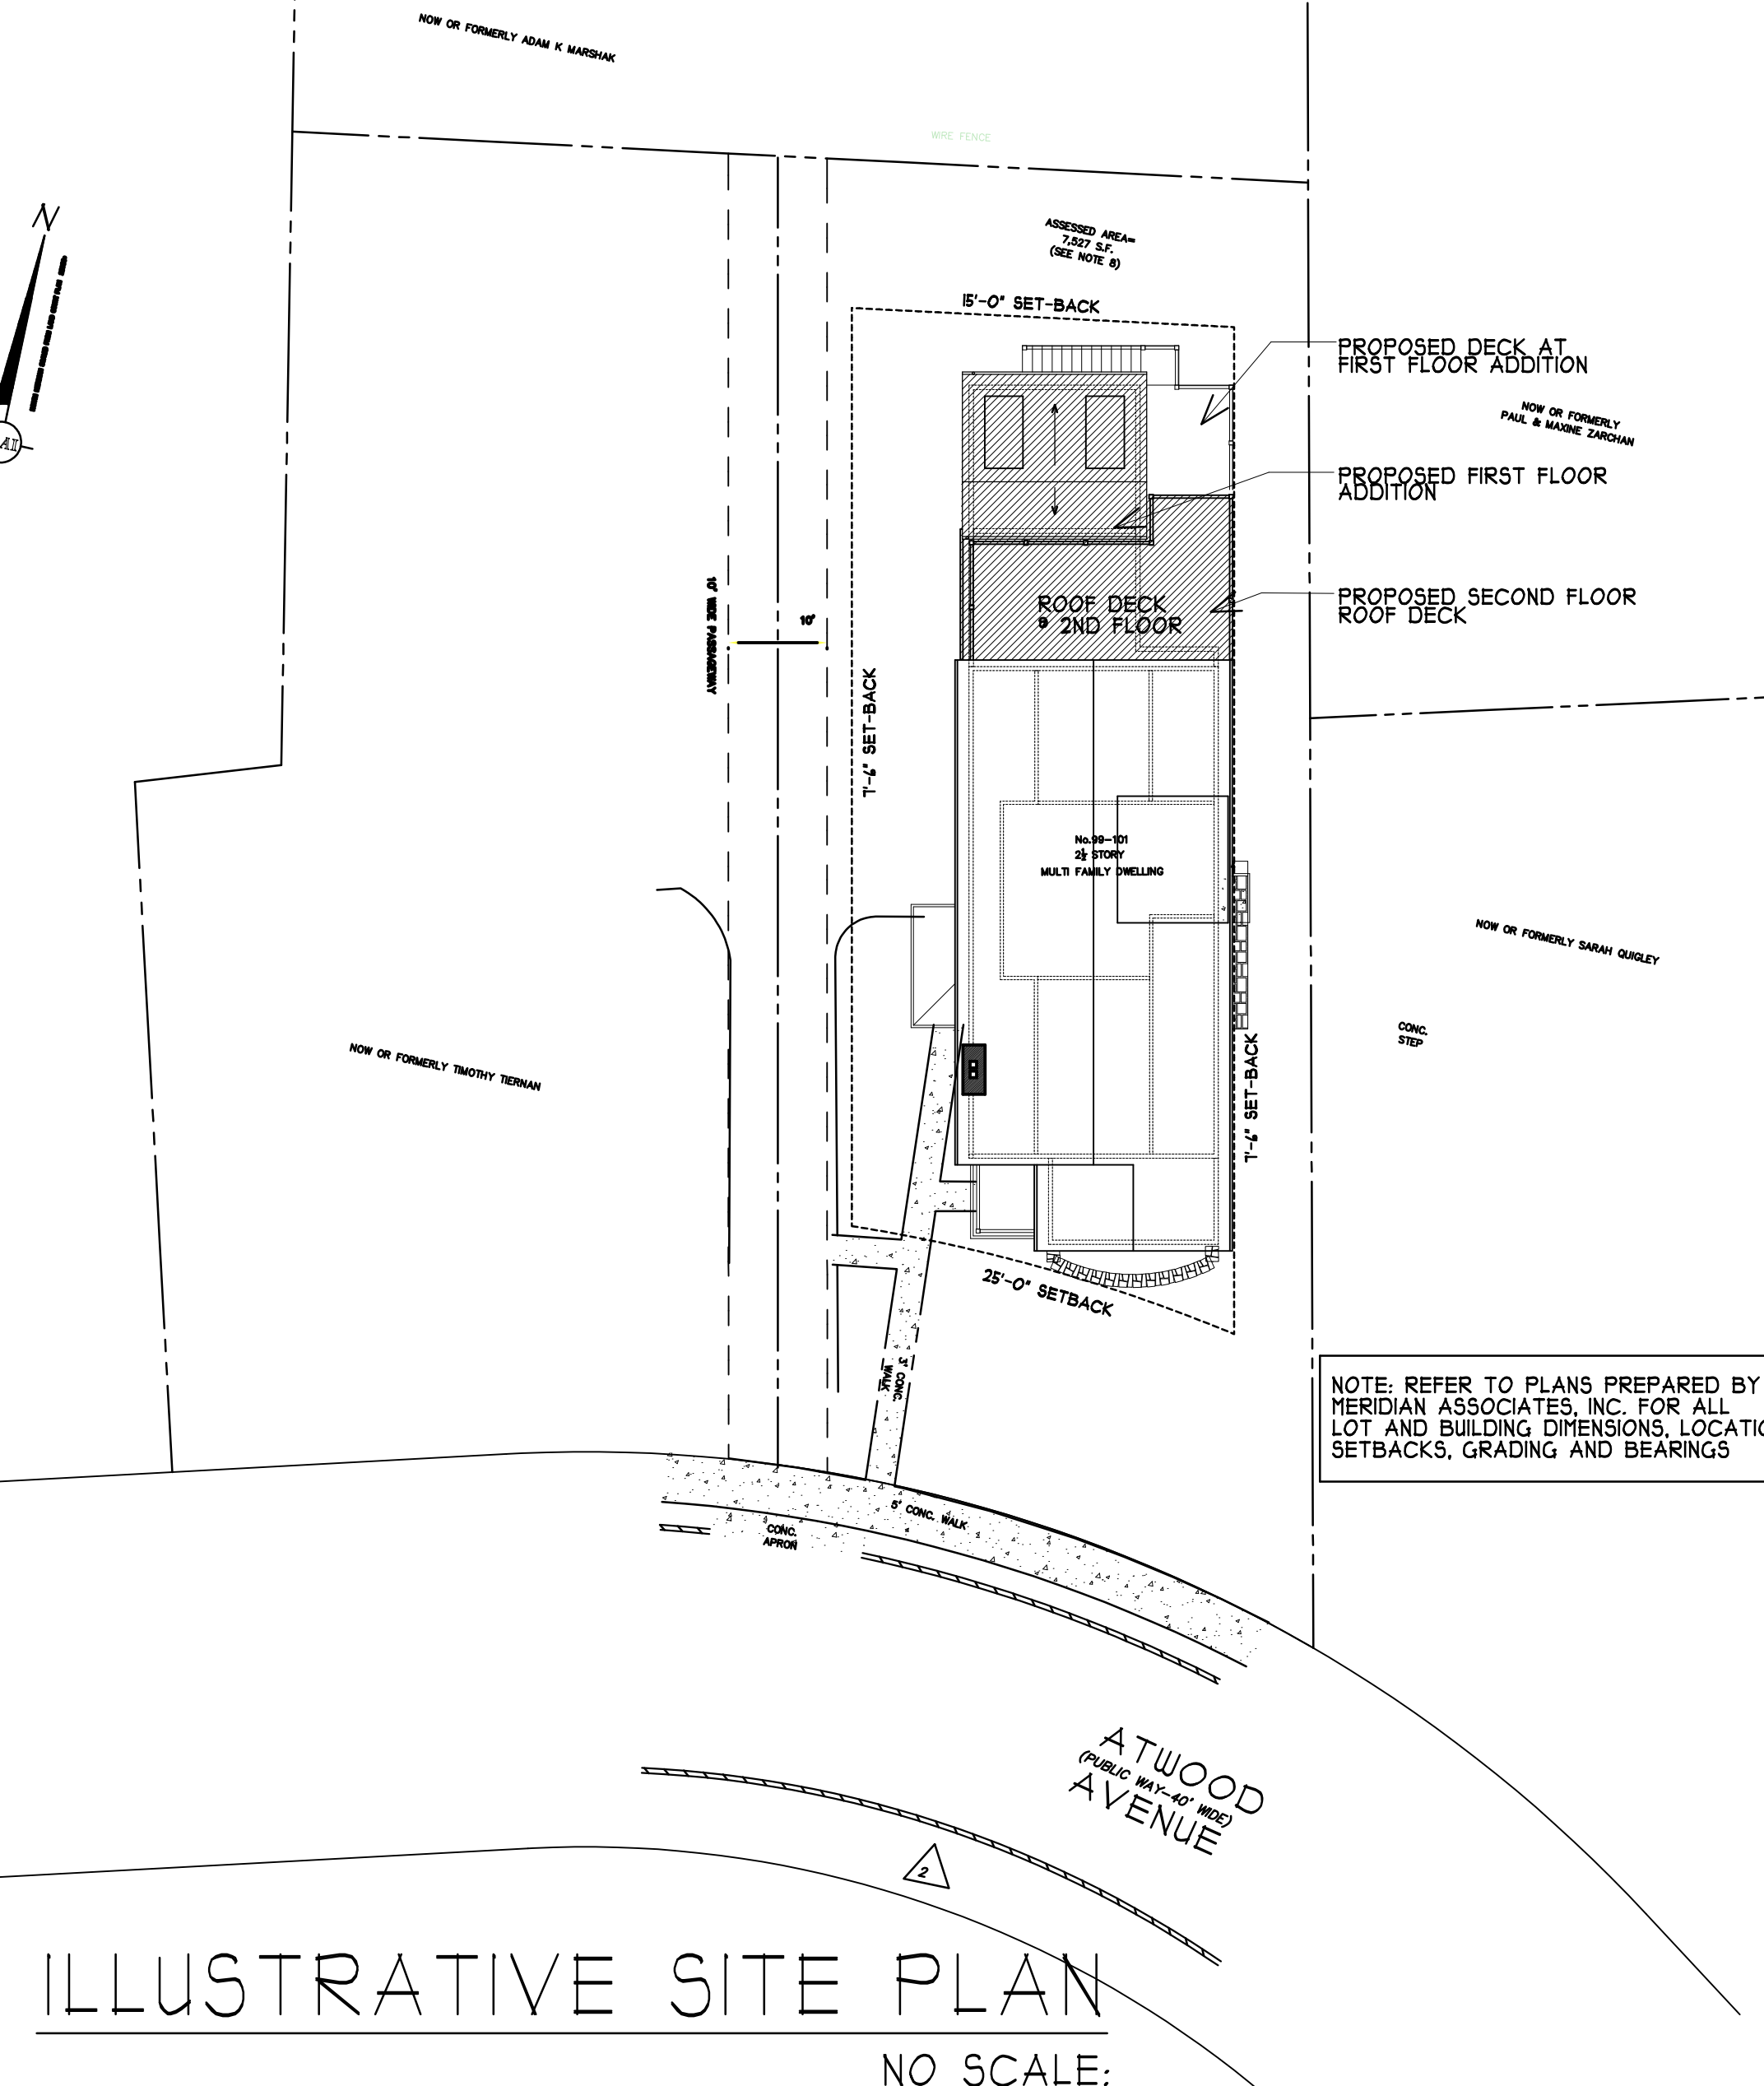 NOW OR FORMERLY ADAM K MARSHAK
WIRE FENCE
N
ASSESSED AREA=
7,527 S.F.
(SEE NOTE 8)
15'-0" SET-BACK
PROPOSED DECK AT
FIRST FLOOR ADDITION
NOW OR FORMERLY
PAUL & MAXINE ZARCHAN
A11
PROPOSED FIRST FLOOR
ADDITION
10' WIDE PASSAGEWAY
10'
ROOF DECK
@ 2ND FLOOR
PROPOSED SECOND FLOOR
ROOF DECK
7'-6" SET-BACK
No.99-101
2½ STORY
MULTI FAMILY DWELLING
NOW OR FORMERLY SARAH QUIGLEY
CONC.
STEP
NOW OR FORMERLY TIMOTHY TIERNAN
7'-6" SET-BACK
25'-0" SETBACK
3' CONC.
WALK
NOTE: REFER TO PLANS PREPARED BY
MERIDIAN ASSOCIATES, INC. FOR ALL
LOT AND BUILDING DIMENSIONS, LOCATIO
SETBACKS, GRADING AND BEARINGS
5' CONC. WALK
CONC.
APRON
ATWOOD
(PUBLIC WAY-40' WIDE)
AVENUE
2
ILLUSTRATIVE SITE PLAN
NO SCALE: